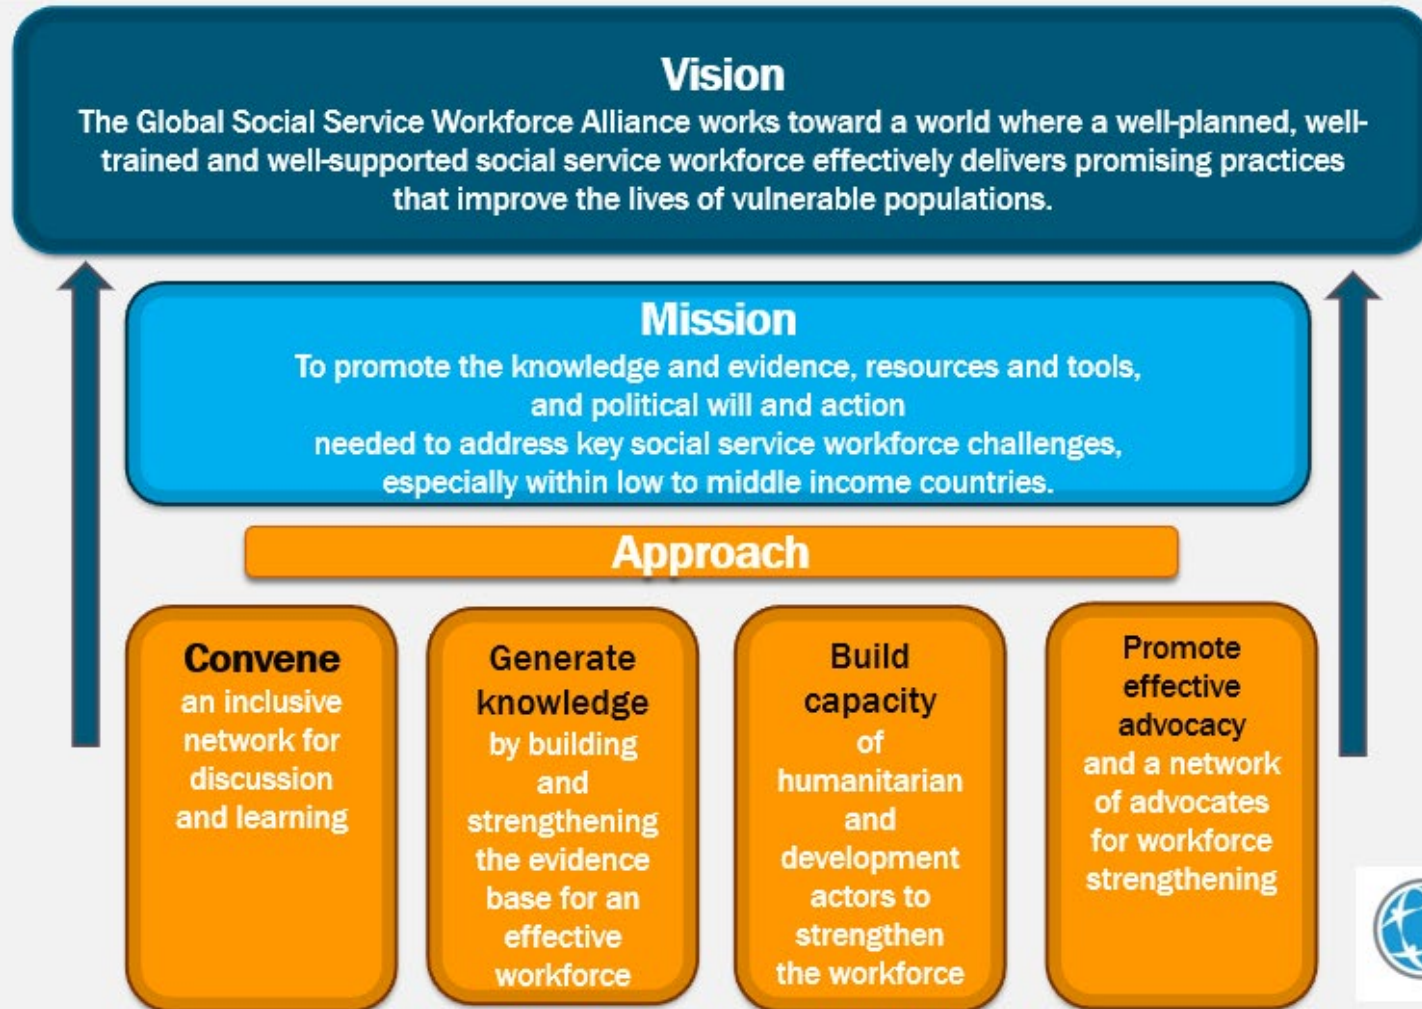 Vision
The Global Social Service Workforce Alliance works toward a world where a well-planned, well-
trained and well-supported social service workforce effectively delivers promising practices
that improve the lives of vulnerable populations.
Mission
To promote the knowledge and evidence, resources and tools,
and political will and action
needed to address key social service workforce challenges,
especially within low to middle income countries.
Approach
Convene
an inclusive
network for
discussion
and learning
Generate
knowledge
by building
and
strengthening
the evidence
base for an
effective
workforce
Build
capacity
of
humanitarian
and
development
actors to
strengthen
the workforce
Promote
effective
advocacy
and a network
of advocates
for workforce
strengthening